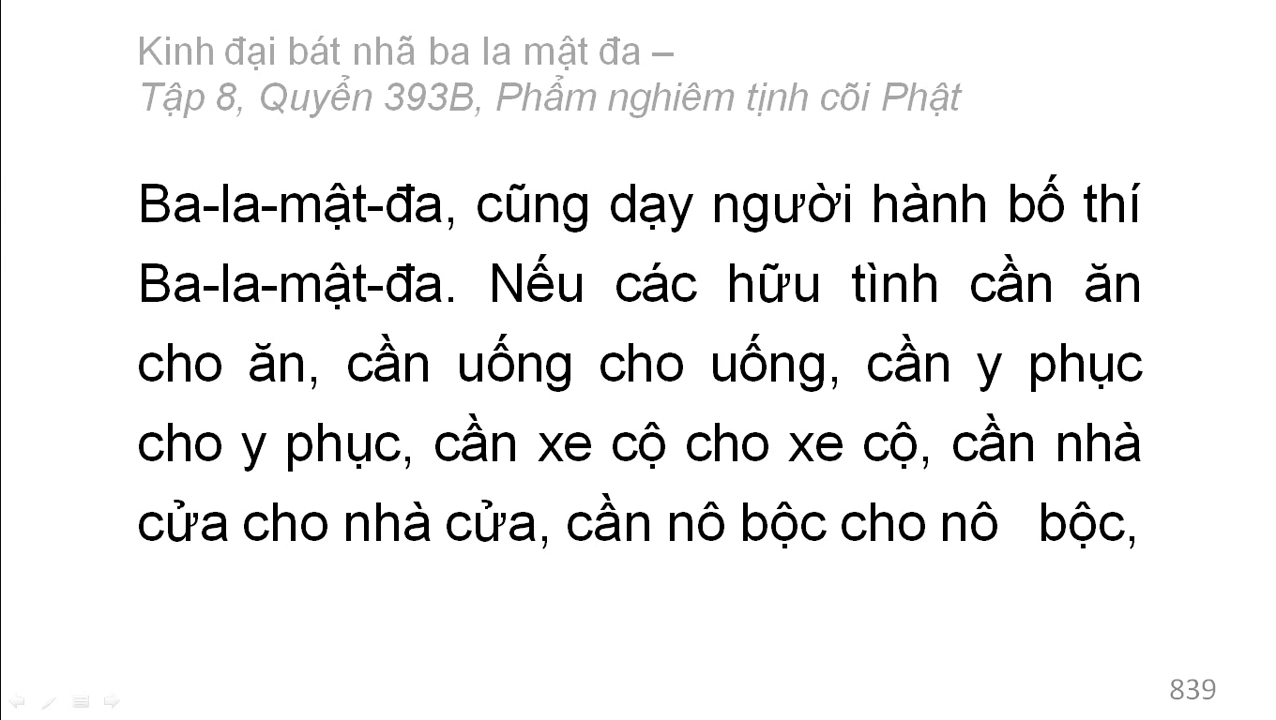 Kinh đại bát nhã ba la mật đa –
Tập 8, Quyển 393B, Phẩm nghiêm tịnh cõi Phật
Ba-la-mật-đa, cũng dạy người hành bố thí
Ba-la-mật-đa. Nếu các hữu tình cần ăn
cho ăn, cần uống cho uống, cần y phục
cho y phục, cần xe cộ cho xe cộ, cần nhà
cửa cho nhà cửa, cần nô bộc cho nô bộc,
839